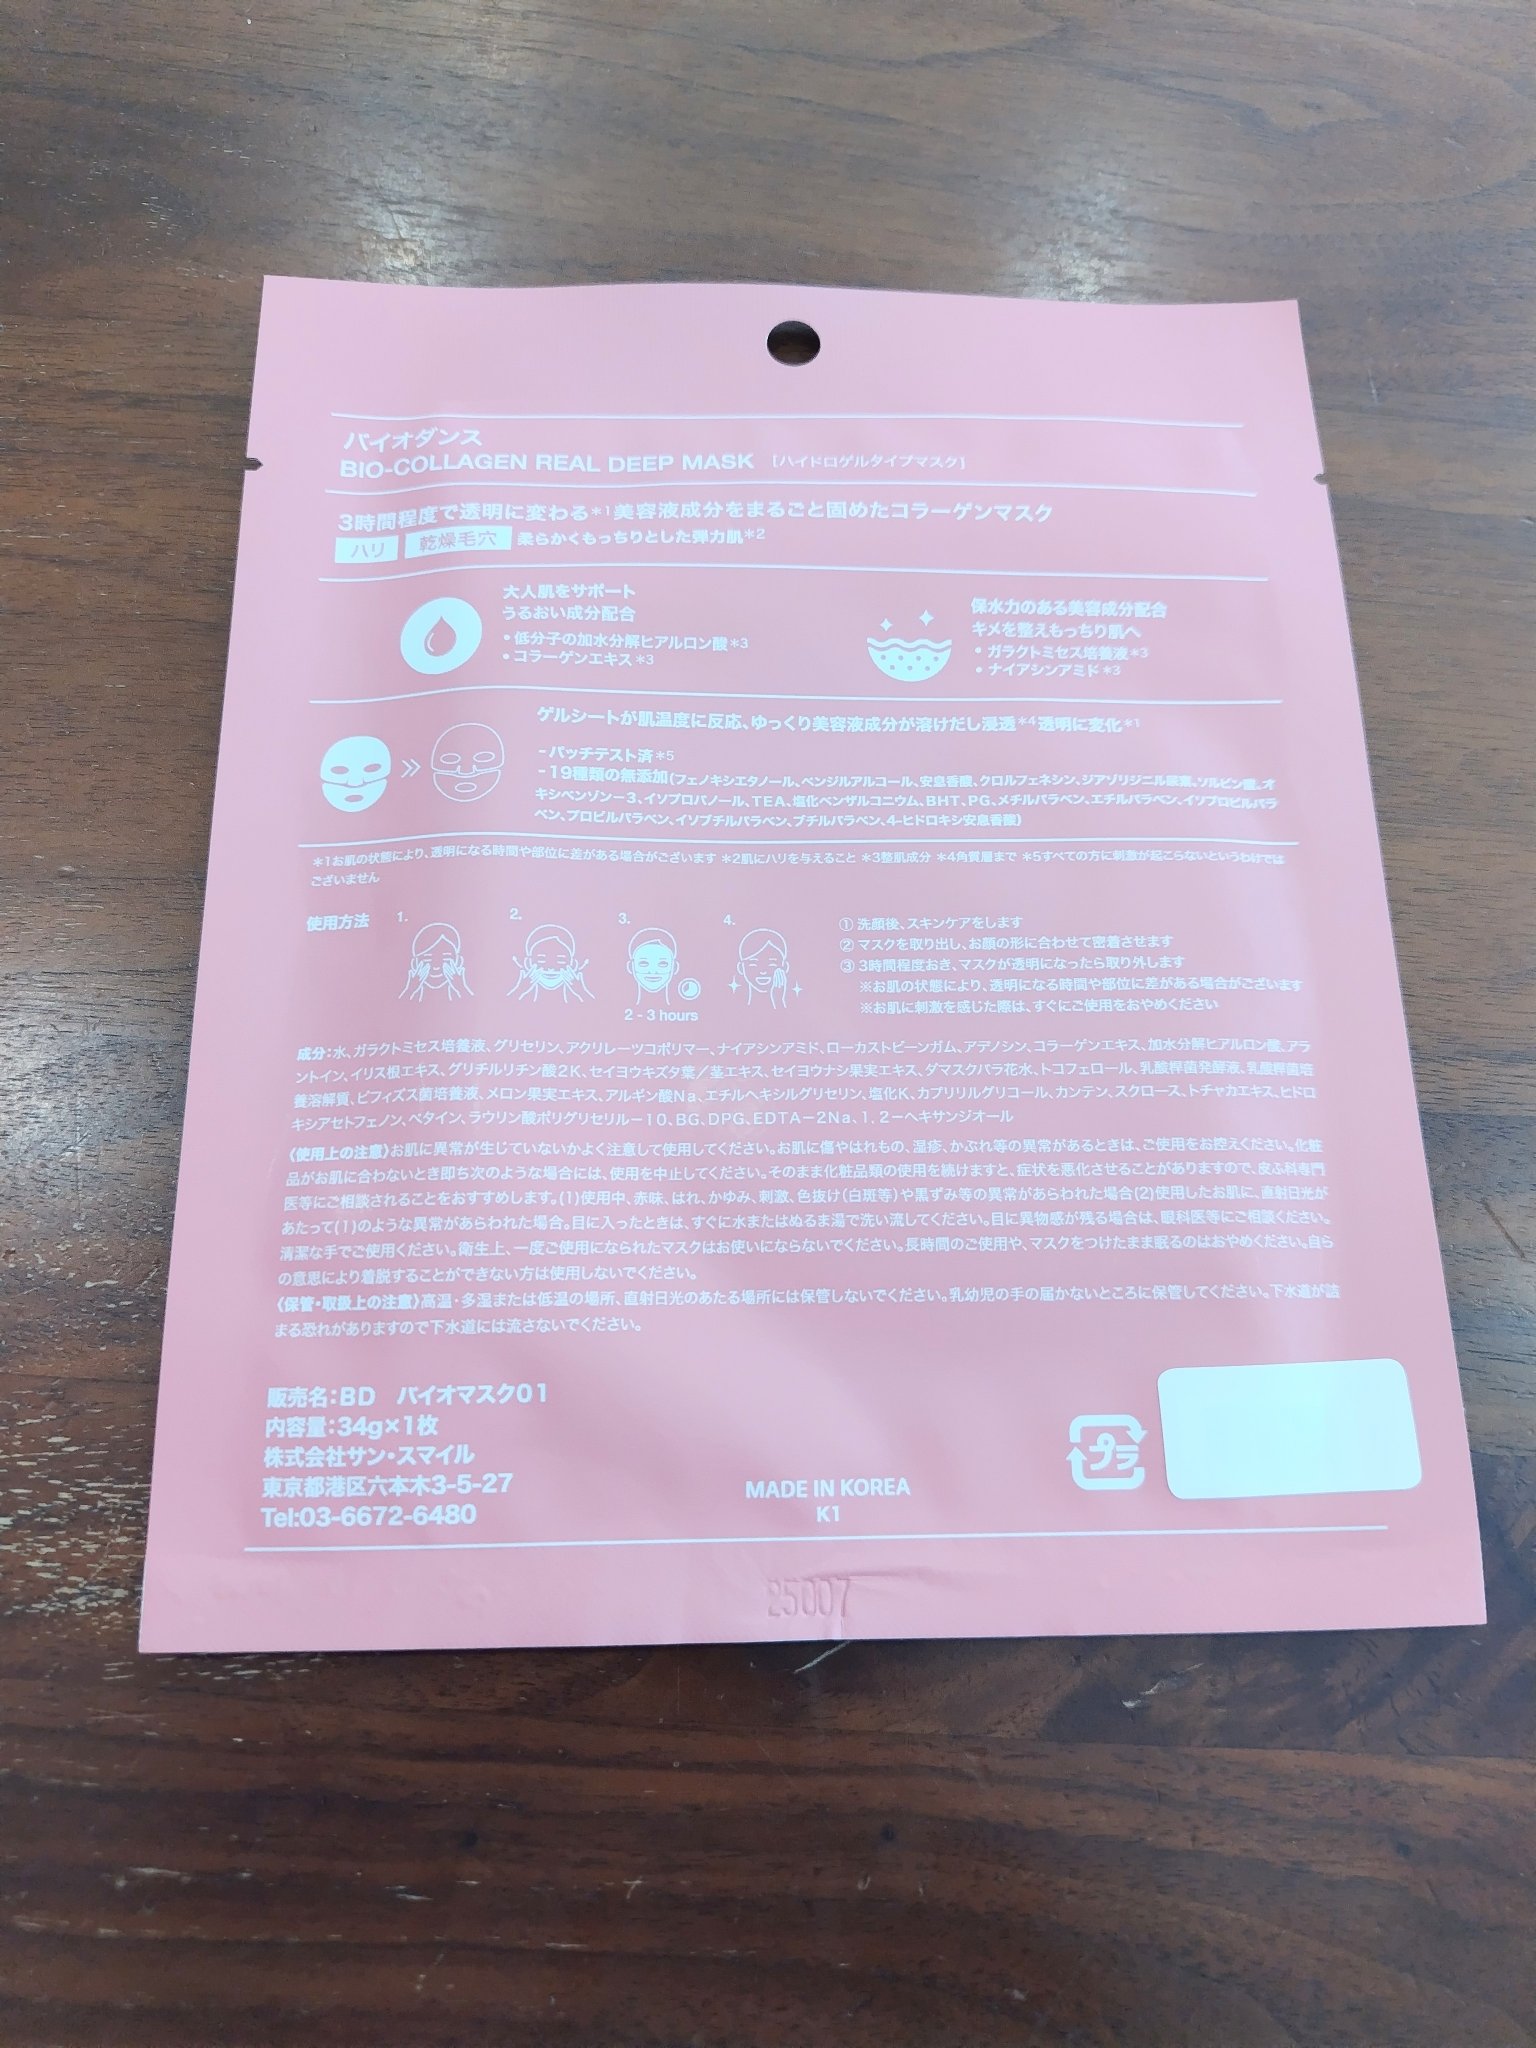 バイオダンス
BIO-COLLAGEN REAL DEEP MASK [ハイドロゲルタイプマスク]
3時間程度で透明に変わる*1美容液成分をまるごと固めたコラーゲンマスク
ハリ 乾燥毛穴 柔らかくもっちりとした弾力肌*2
大人肌をサポート
うるおい成分配合
•低分子の加水分解ヒアルロン酸*3
•コラーゲンエキス*3
保水力のある美容成分配合
キメを整えもっちり肌へ
• ガラクトミセス培養液*3
• ナイアシンアミド*3
ゲルシートが肌温度に反応、ゆっくり美容液成分が溶けだし浸透*4透明に変化*1
- パッチテスト済*5
- 19種類の無添加(フェノキシエタノール、ベンジルアルコール、安息香酸、クロルフェネシン、ジアゾリジニル尿素、ソルビン酸、オ
キシベンゾン－3、イソプロパノール、TEA、塩化ベンザルコニウム、BHT、PG、メチルパラベン、エチルパラベン、イソプロピルパラ
ベン、プロピルパラベン、イソブチルパラベン、ブチルパラベン、4-ヒドロキシ安息香酸)
*1お肌の状態により、透明になる時間や部位に差がある場合がございます *2肌にハリを与えること *3整肌成分 *4角質層まで *5すべての方に刺激が起こらないというわけでは
ございません
使用方法 1. 2. 3. 4.
2 - 3 hours
① 洗顔後、スキンケアをします
② マスクを取り出し、お顔の形に合わせて密着させます
③ 3時間程度おき、マスクが透明になったら取り外します
※お肌の状態により、透明になる時間や部位に差がある場合がございます
※お肌に刺激を感じた際は、すぐにご使用をおやめください
成分：水、ガラクトミセス培養液、グリセリン、アクリレーツコポリマー、ナイアシンアミド、ローカストビーンガム、アデノシン、コラーゲンエキス、加水分解ヒアルロン酸、アラ
ントイン、イリス根エキス、グリチルリチン酸2K、セイヨウキズタ葉／茎エキス、セイヨウナシ果実エキス、ダマスクバラ花水、トコフェロール、乳酸桿菌発酵液、乳酸桿菌培
養溶解質、ビフィズス菌培養液、メロン果実エキス、アルギン酸Na、エチルヘキシルグリセリン、塩化K、カプリリルグリコール、カンテン、スクロース、トチャカエキス、ヒドロ
キシアセトフェノン、ベタイン、ラウリン酸ポリグリセリル－10、BG、DPG、EDTA－2Na、1，2－ヘキサンジオール
〈使用上の注意〉お肌に異常が生じていないかよく注意して使用してください。お肌に傷やはれもの、湿疹、かぶれ等の異常があるときは、ご使用をお控えください。化粧
品がお肌に合わないとき即ち次のような場合には、使用を中止してください。そのまま化粧品類の使用を続けますと、症状を悪化させることがありますので、皮ふ科専門
医等にご相談されることをおすすめします。(1)使用中、赤味、はれ、かゆみ、刺激、色抜け(白斑等)や黒ずみ等の異常があらわれた場合(2)使用したお肌に、直射日光が
あたって(1)のような異常があらわれた場合。目に入ったときは、すぐに水またはぬるま湯で洗い流してください。目に異物感が残る場合は、眼科医等にご相談ください。
清潔な手でご使用ください。衛生上、一度ご使用になられたマスクはお使いにならないでください。長時間のご使用や、マスクをつけたまま眠るのはおやめください。自ら
の意思により着脱することができない方は使用しないでください。
〈保管・取扱上の注意〉高温・多湿または低温の場所、直射日光のあたる場所には保管しないでください。乳幼児の手の届かないところに保管してください。下水道が詰
まる恐れがありますので下水道には流さないでください。
販売名：BD バイオマスク01
内容量：34g×1枚
株式会社サン・スマイル
東京都港区六本木3-5-27
Tel:03-6672-6480
MADE IN KOREA
K1
プラ
25007